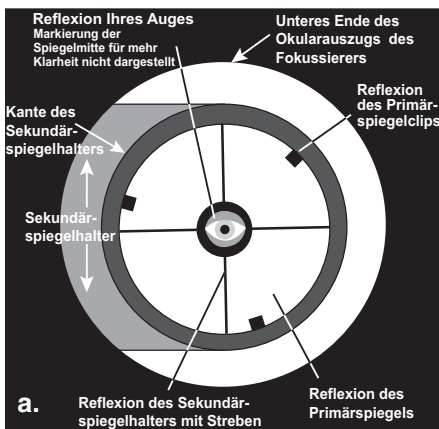 Reflexion Ihres Auges
Markierung der
Spiegelmitte für mehr
Klarheit nicht dargestellt
Unteres Ende des
Okularauszugs des
Fokussierers
Reflexion
des Primär-
spiegelclips
Kante des
Sekundär-
spiegelhalters
Sekundär-
spiegelhalter
a.
Reflexion des Sekundär-
spiegelhalters mit Streben
Reflexion des
Primärspiegels